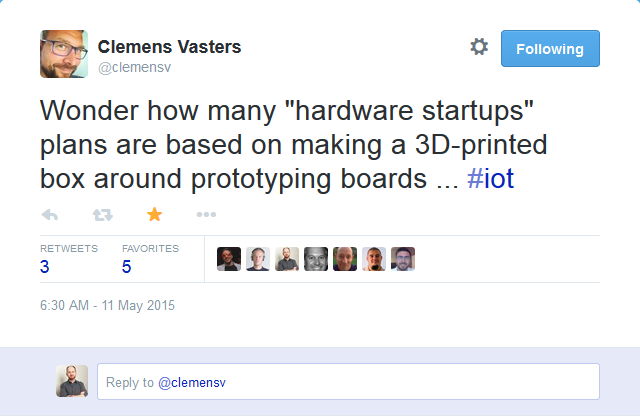 Clemens Vasters
@clemensv
Following
Wonder how many "hardware startups"
plans are based on making a 3D-printed
box around prototyping boards ... #iot
RETWEETS
FAVORITES
3
5
6:30 AM - 11 May 2015
Reply to @clemensv